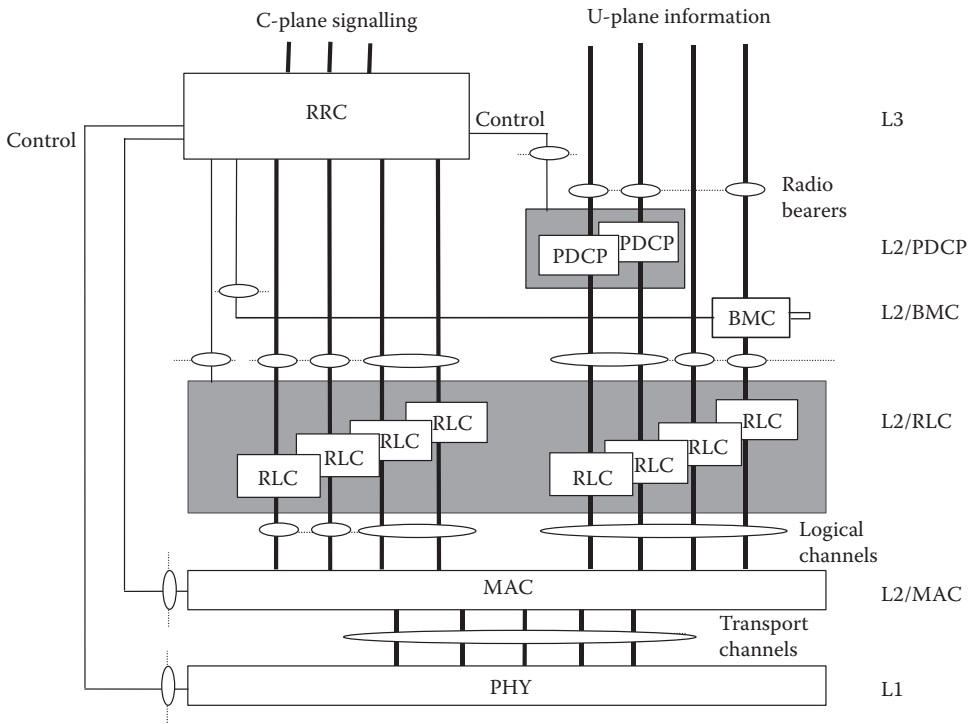 C-plane signalling
U-plane information
RRC
Control
Control
L3
Radio
bearers
PDCP
PDCP
L2/PDCP
BMC
L2/BMC
RLC
RLC
RLC
RLC
RLC
RLC
RLC
RLC
L2/RLC
Logical
channels
MAC
L2/MAC
Transport
channels
PHY
L1